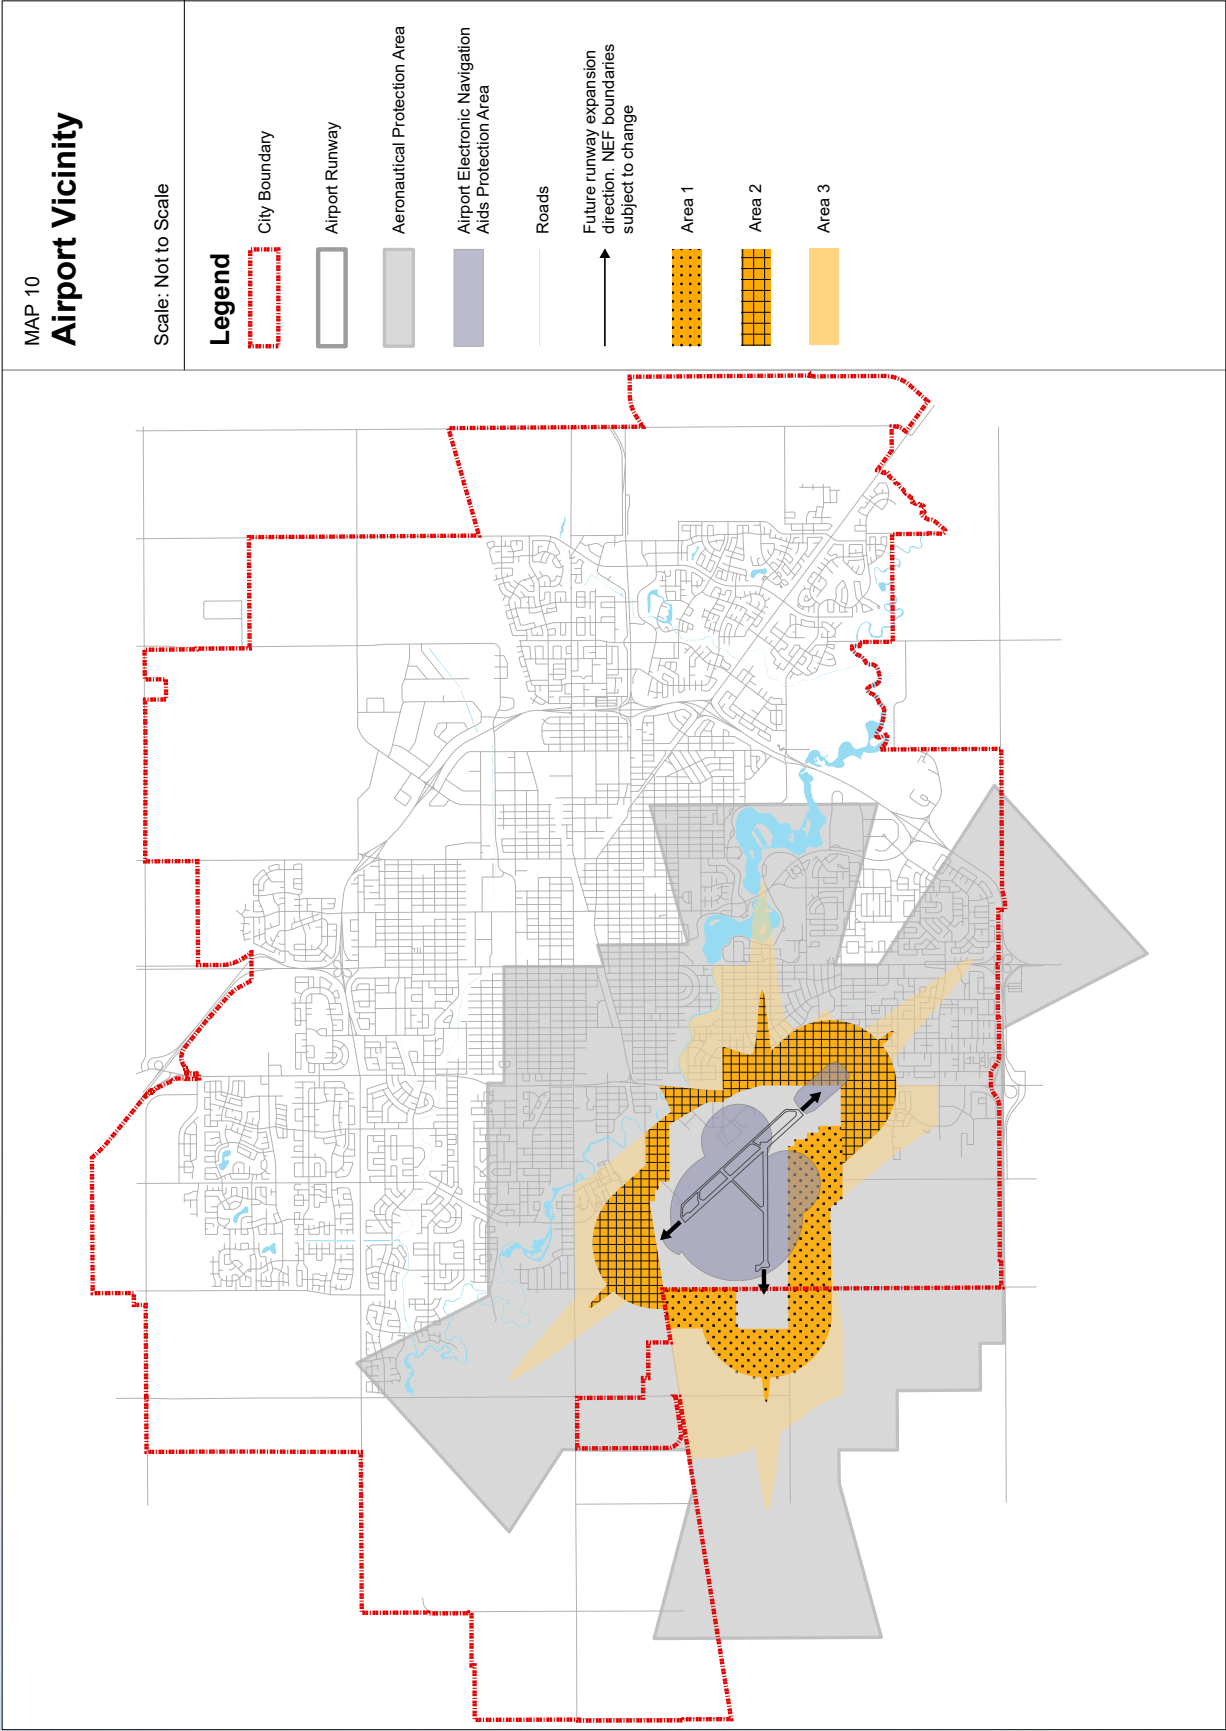 MAP 10
Airport Vicinity
Scale: Not to Scale
Legend
City Boundary
Airport Runway
Aeronautical Protection Area
Airport Electronic Navigation
Aids Protection Area
Roads
Future runway expansion
direction. NEF boundaries
subject to change
Area 1
Area 2
Area 3